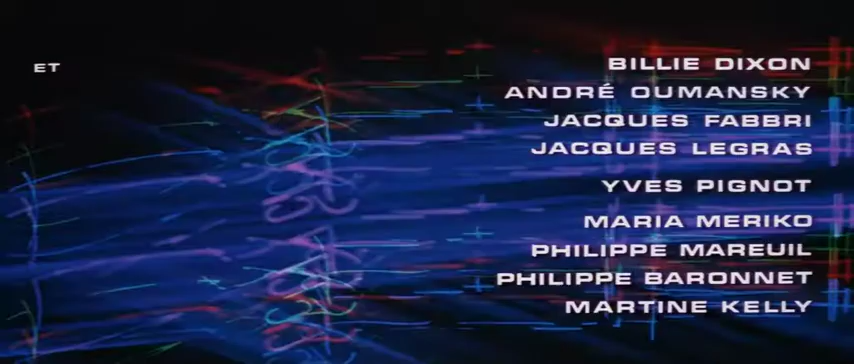 ET
BILLIE DIXON
ANDRÉ OUMANSKY
JACQUES FABBRI
JACQUES LEGRAS
YVES PIGNOT
MARIA MERIKO
PHILIPPE MAREUIL
PHILIPPE BARONNET
MARTINE KELLY